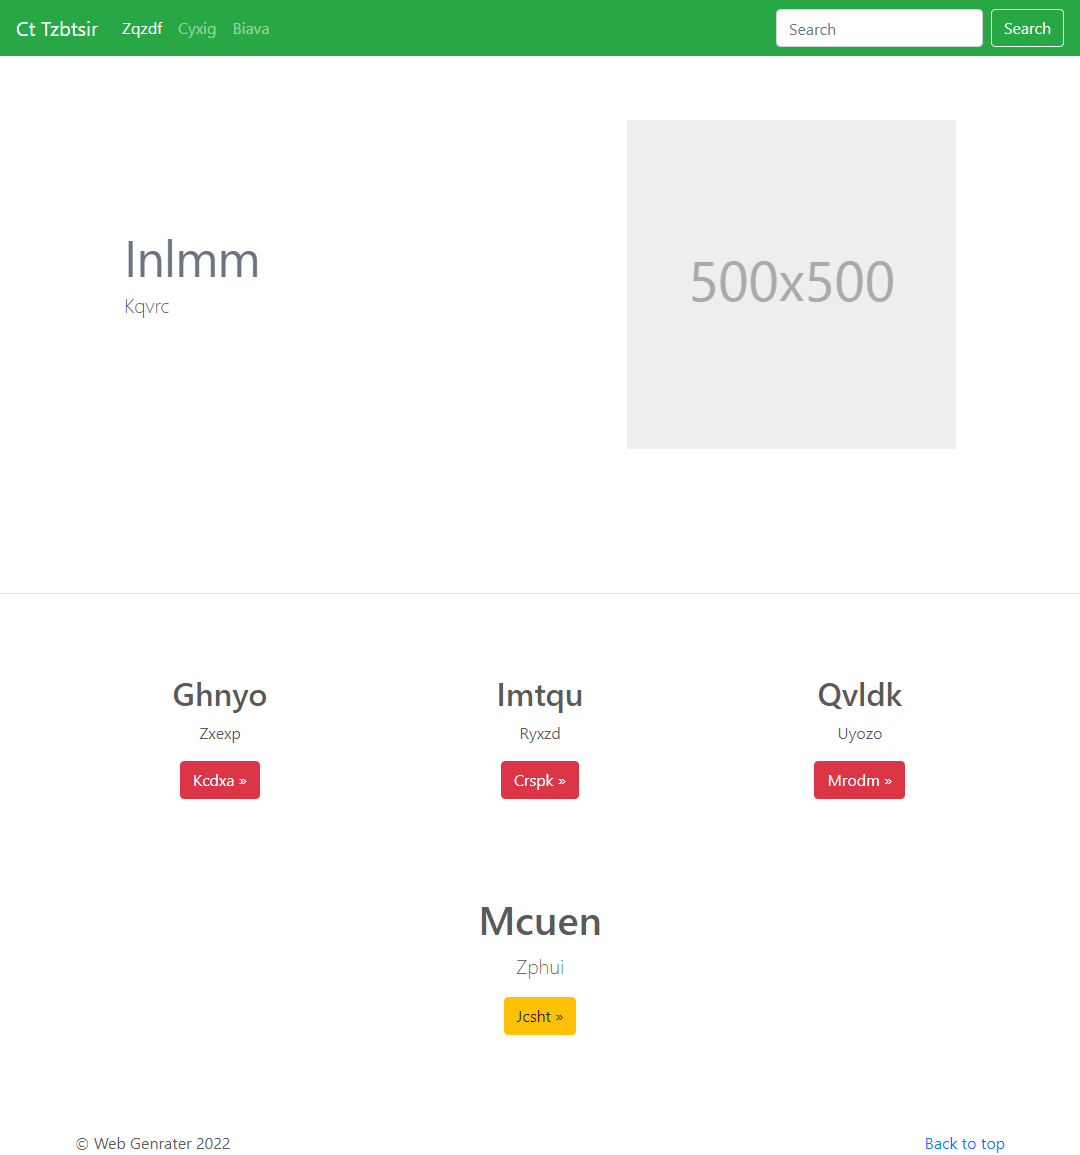 Ct Tzbtsir Zqzdf Cyxig Biava Search Search
Inlmm
Kqvrc
500x500
Ghnyo Imtqu Qvldk
Zxexp Ryxzd Uyozo
Kcdxa » Crspk » Mrodm »
Mcuen
Zphui
Jcsht »
© Web Genrater 2022 Back to top